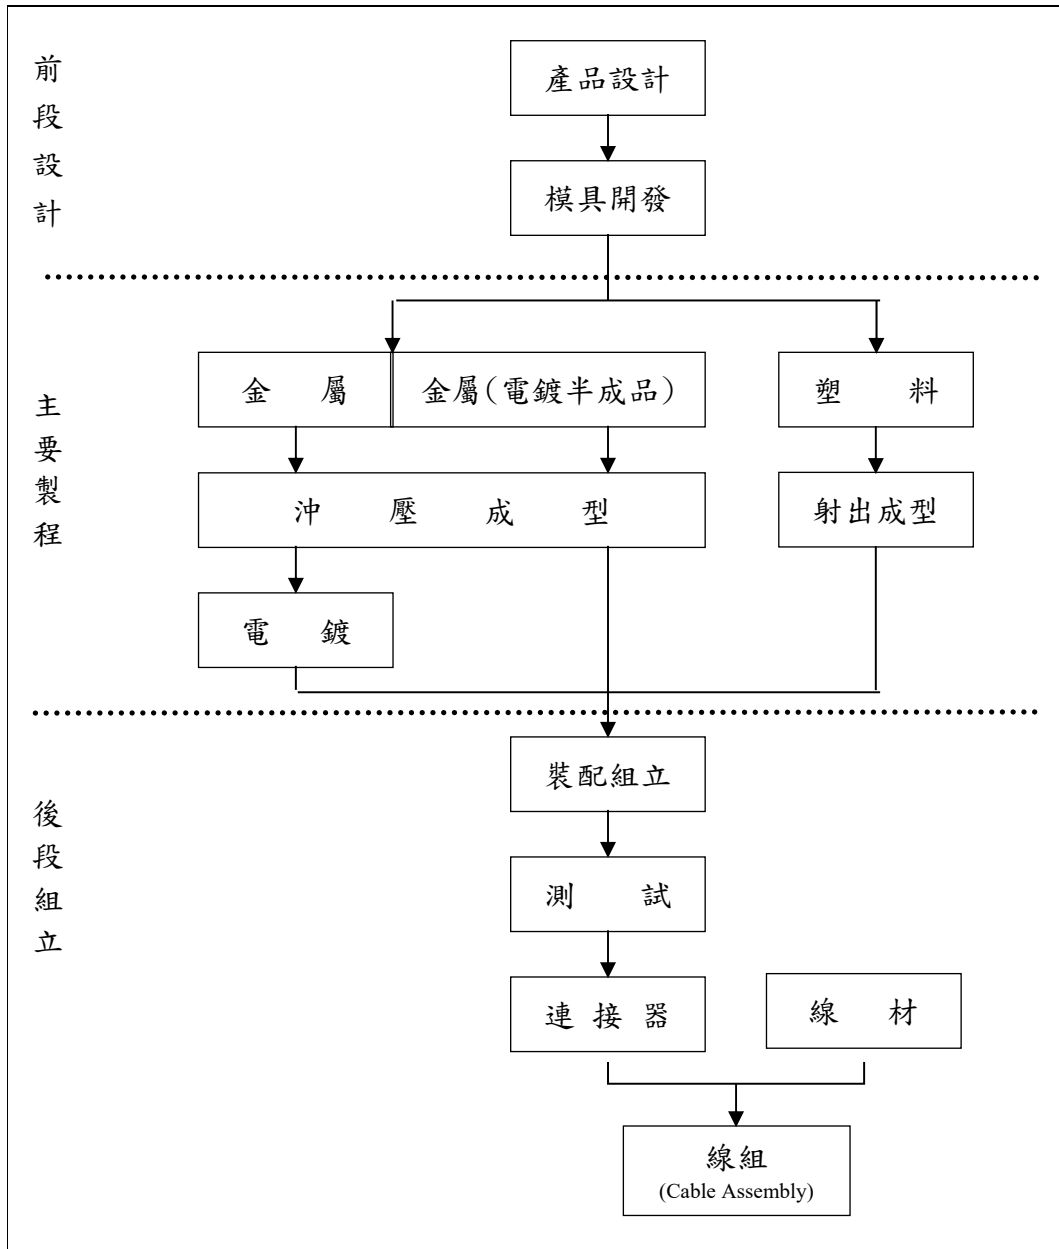 前段設計
產品設計
模具開發
主要製程
金屬
金屬(電鍍半成品)
塑料
沖壓成型
射出成型
電鍍
後段組立
裝配組立
測試
連接器
線材
線組
(Cable Assembly)